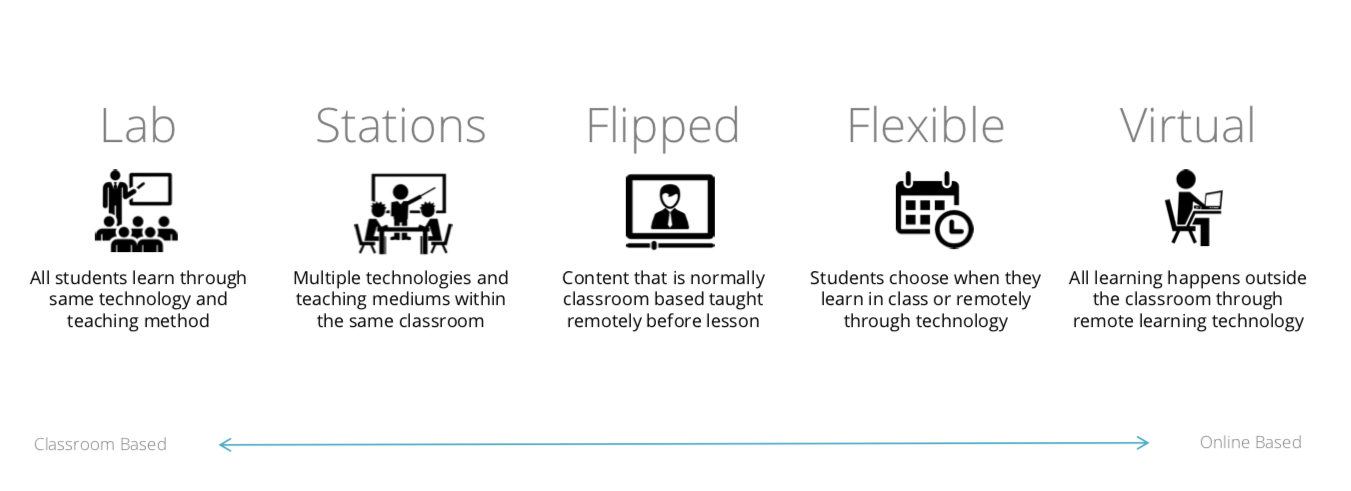 Lab
All students learn through
same technology and
teaching method
Stations
Multiple technologies and
teaching mediums within
the same classroom
Flipped
Content that is normally
classroom based taught
remotely before lesson
Flexible
Students choose when they
learn in class or remotely
through technology
Virtual
All learning happens outside
the classroom through
remote learning technology
Classroom Based
Online Based